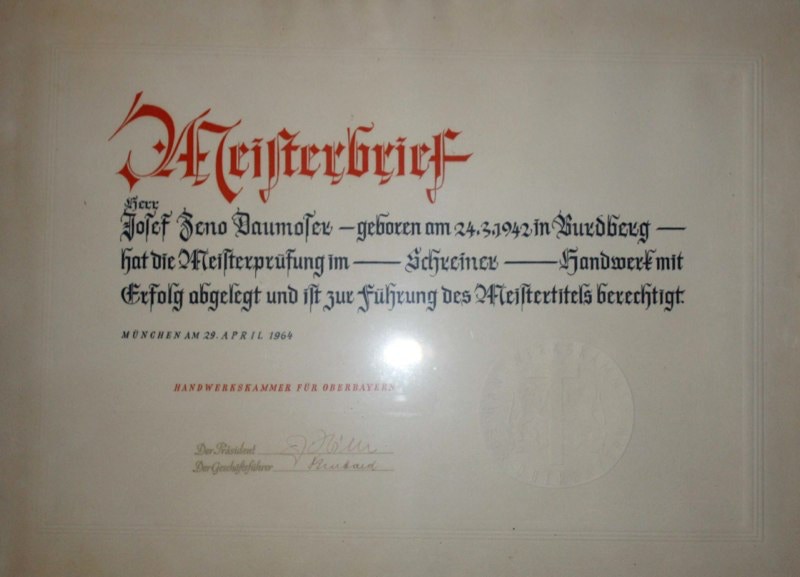 Meisterbrief
Herr
Josef Zeno Daumoser – geboren am 24.3.1942 in Burdberg –
hat die Meisterprüfung im – Schreiner – Handwerk mit
Erfolg abgelegt und ist zur Führung des Meistertitels berechtigt.
MÜNCHEN AM 29. APRIL 1964
HANDWERKSKAMMER FÜR OBERBAYERN
Der Präsident
Der Geschäftsführer